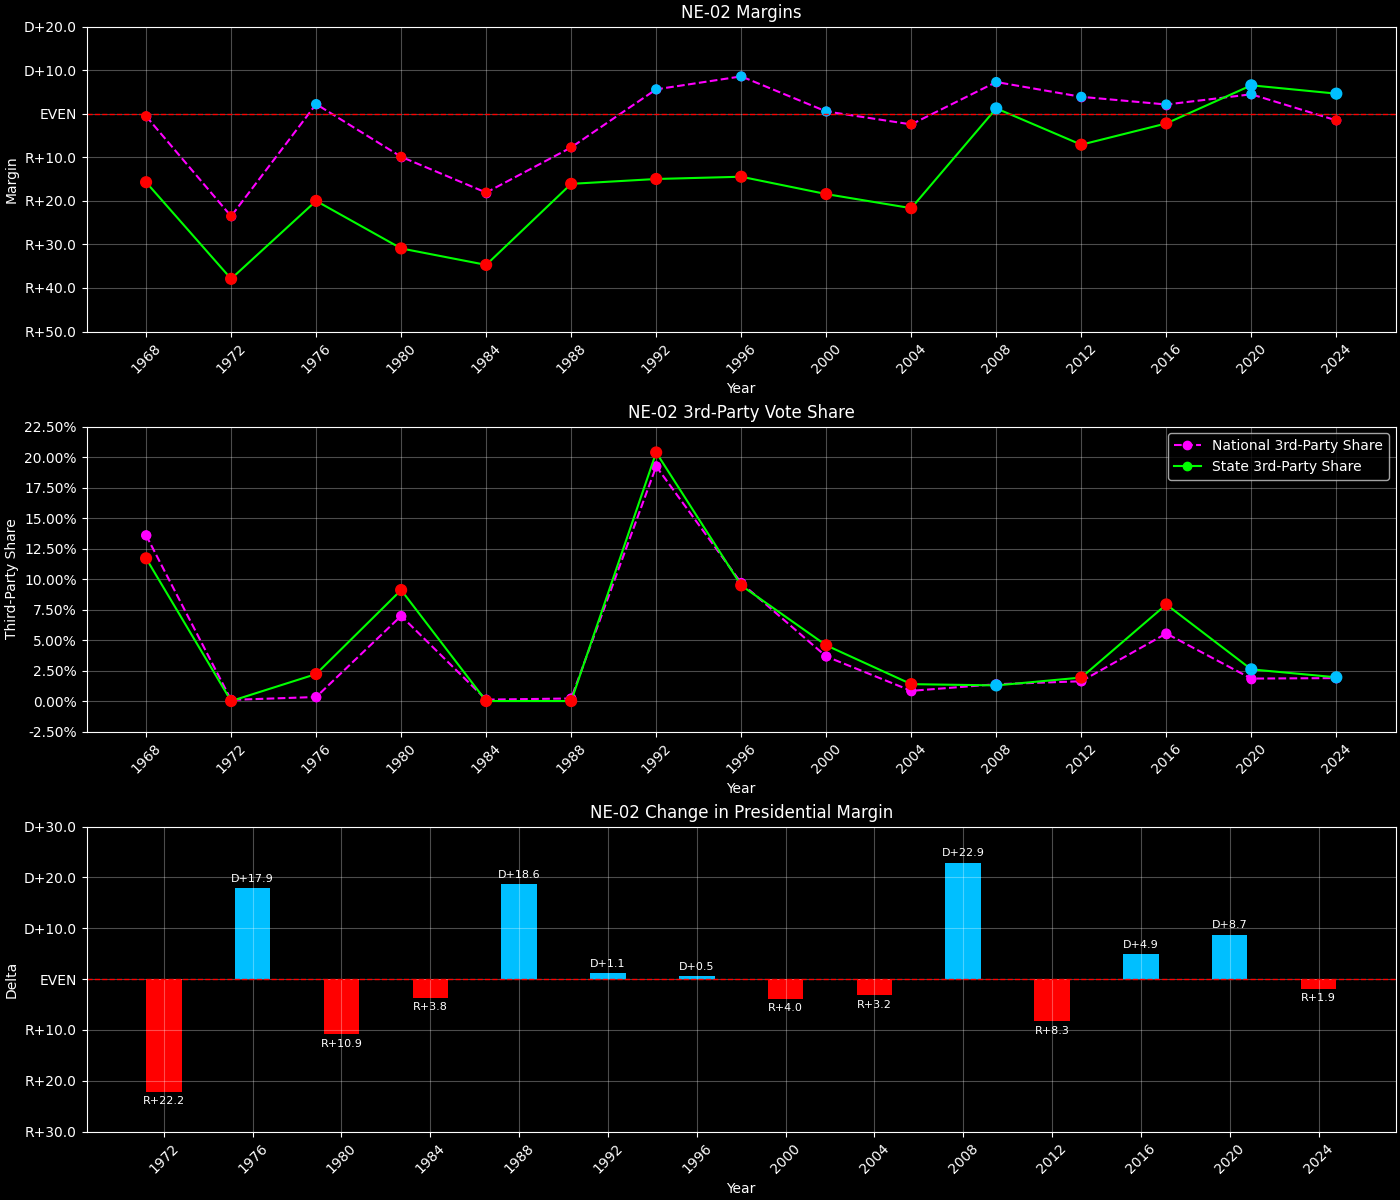 NE-02 Margins
D+20.0
D+10.0
EVEN
R+10.0
R+20.0
R+30.0
R+40.0
R+50.0
Margin
1968 1972 1976 1980 1984 1988 1992 1996 2000 2004 2008 2012 2016 2020 2024
Year
NE-02 3rd-Party Vote Share
22.50%
20.00%
17.50%
15.00%
12.50%
10.00%
7.50%
5.00%
2.50%
0.00%
-2.50%
Third-Party Share
National 3rd-Party Share
State 3rd-Party Share
1968 1972 1976 1980 1984 1988 1992 1996 2000 2004 2008 2012 2016 2020 2024
Year
NE-02 Change in Presidential Margin
D+30.0
D+20.0
D+10.0
EVEN
R+10.0
R+20.0
R+30.0
Delta
R+22.2
D+17.9
R+10.9
R+3.8
D+18.6
D+1.1
D+0.5
R+4.0
R+3.2
D+22.9
R+8.3
D+4.9
D+8.7
R+1.9
1972 1976 1980 1984 1988 1992 1996 2000 2004 2008 2012 2016 2020 2024
Year